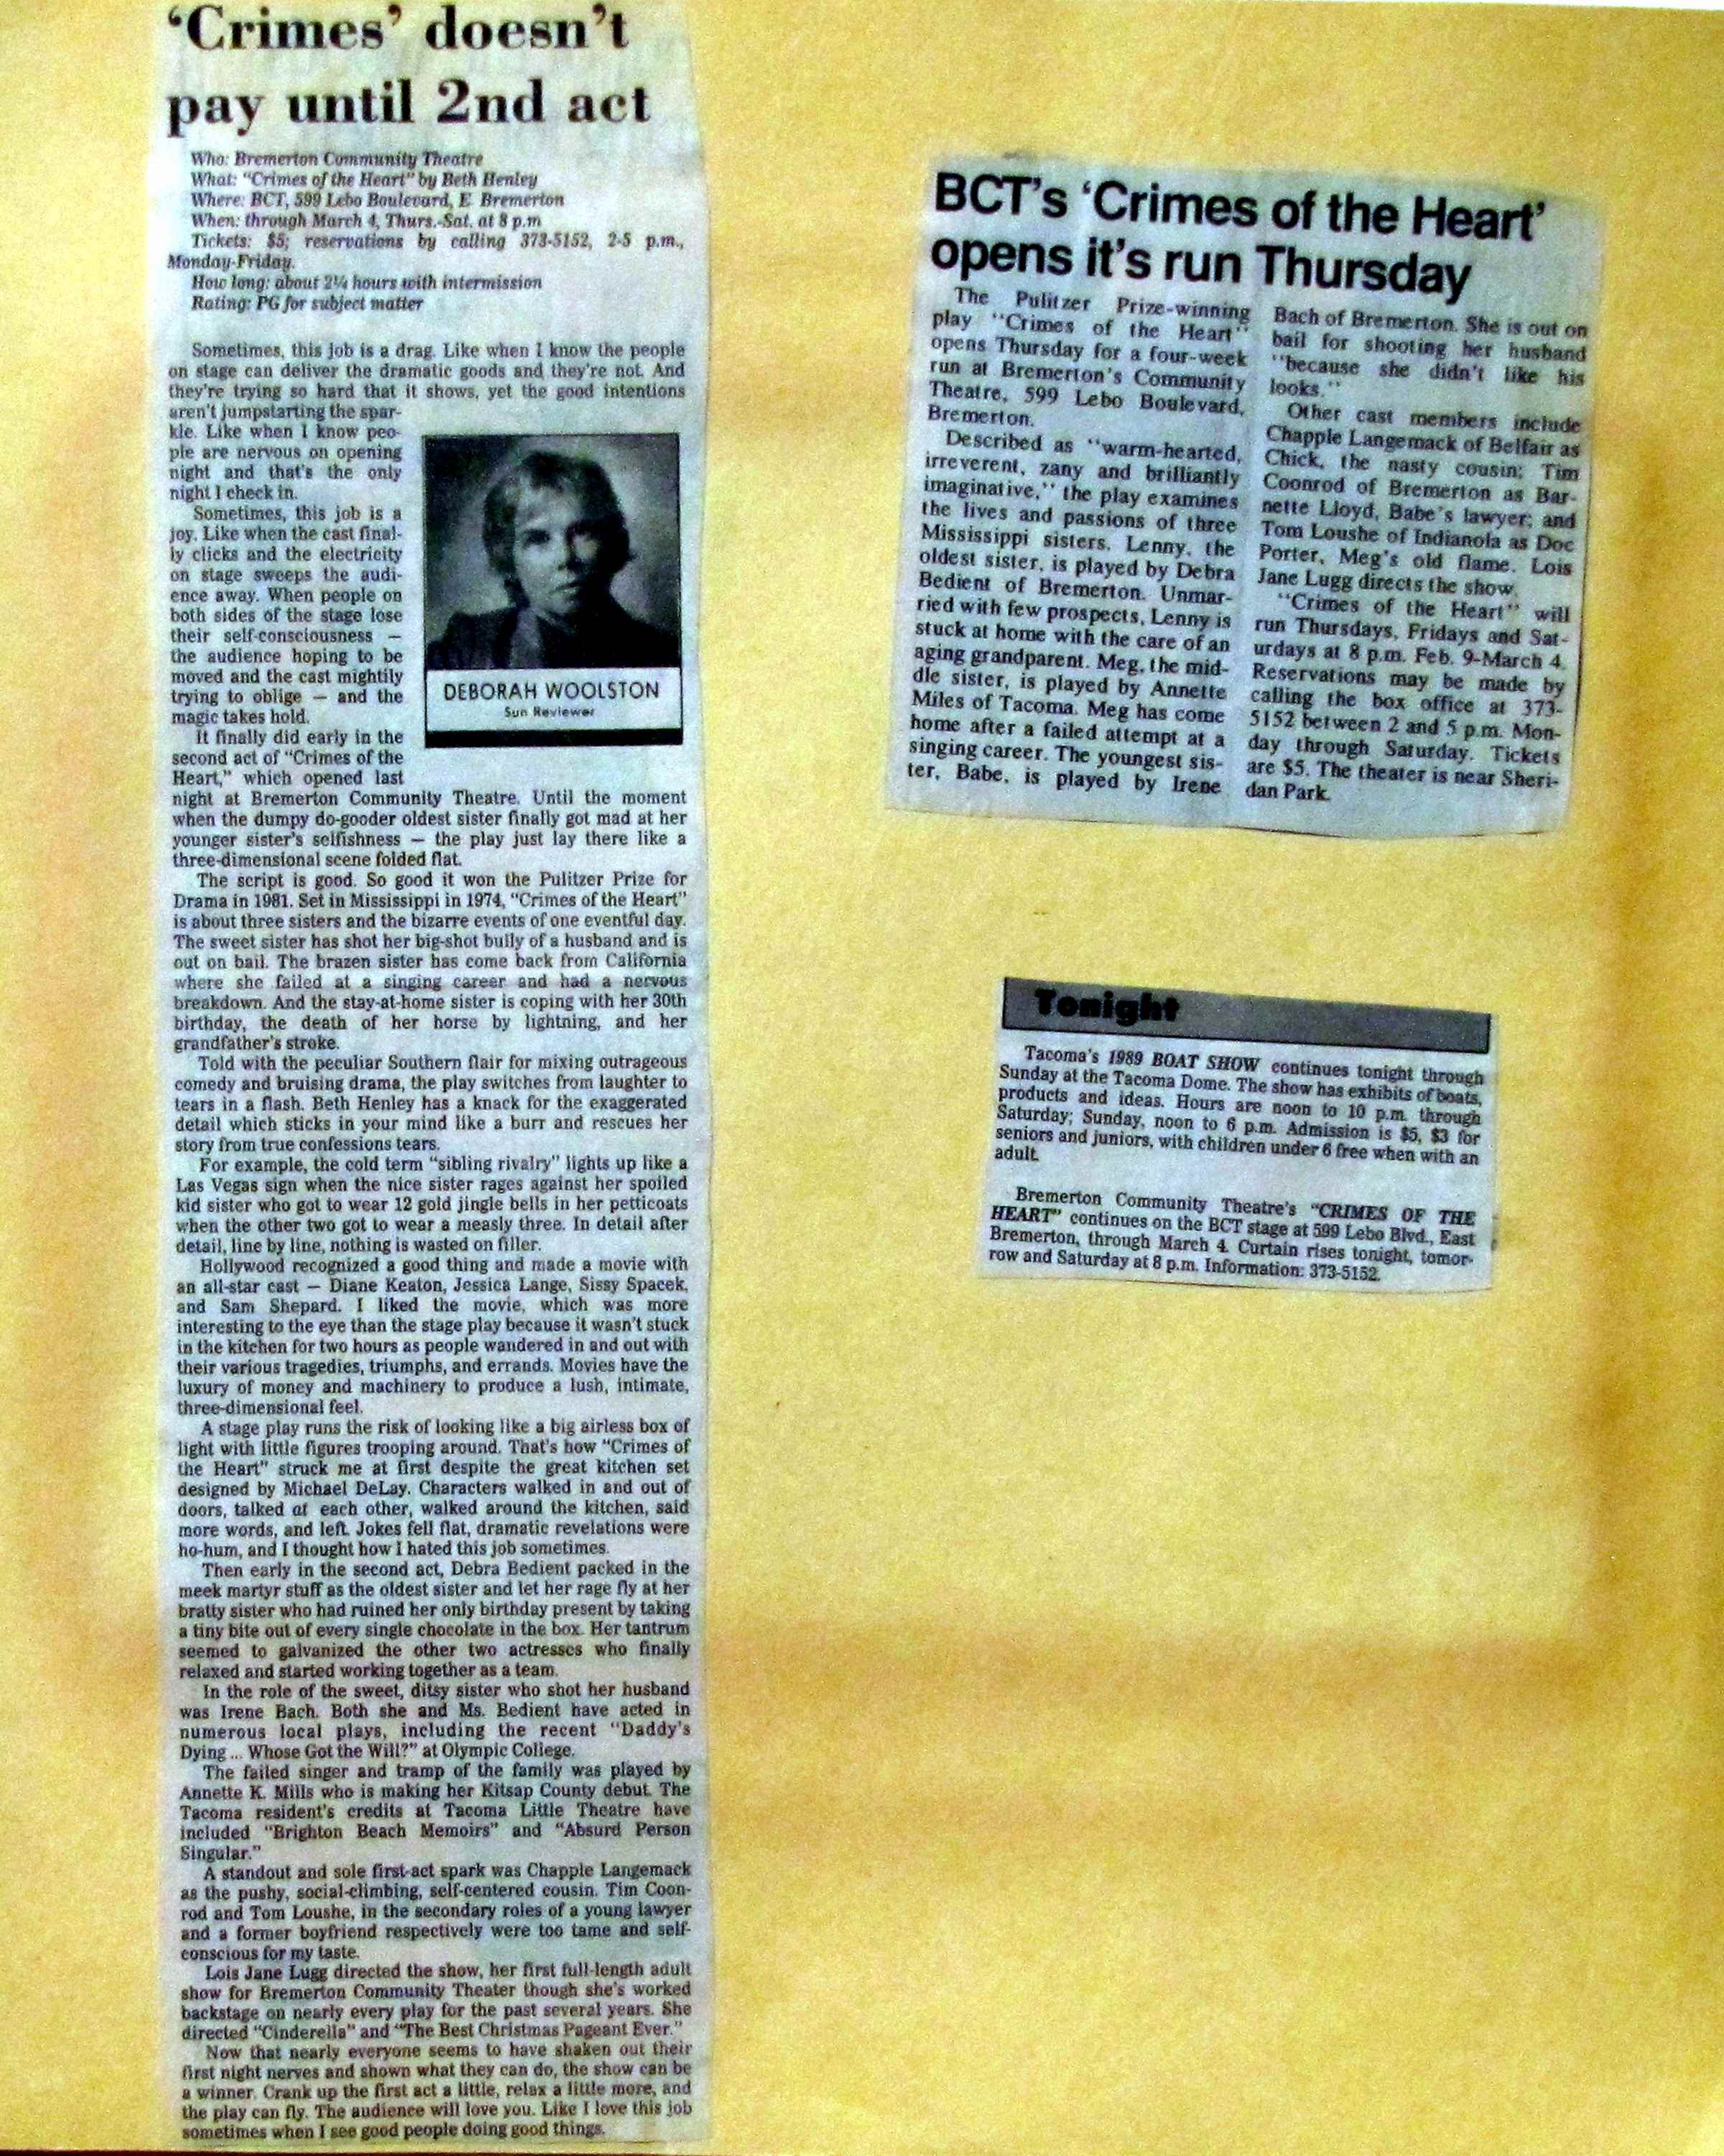 ‘Crimes’ doesn’t
pay until 2nd act
Who: Bremerton Community Theatre
What: “Crimes of the Heart” by Beth Henley
Where: BCT, 599 Lebo Boulevard, E. Bremerton
When: through March 4, Thurs.-Sat. at 8 p.m
Tickets: $5; reservations by calling 373-5152, 2-5 p.m.,
Monday-Friday.
How long: about 2¼ hours with intermission
Rating: PG for subject matter
Sometimes, this job is a drag. Like when I know the people
on stage can deliver the dramatic goods and they’re not. And
they’re trying so hard that it shows, yet the good intentions
aren’t jumpstarting the spar-
kle. Like when I know peo-
ple are nervous on opening
night and that’s the only
night I check in.
Sometimes, this job is a
joy. Like when the cast final-
ly clicks and the electricity
on stage sweeps the audi-
ence away. When people on
both sides of the stage lose
their self-consciousness —
the audience hoping to be
moved and the cast mightily
trying to oblige — and the
magic takes hold.
It finally did early in the
second act of “Crimes of the
Heart,” which opened last
night at Bremerton Community Theatre. Until the moment
when the dumpy do-gooder oldest sister finally got mad at her
younger sister’s selfishness — the play just lay there like a
three-dimensional scene folded flat.
The script is good. So good it won the Pulitzer Prize for
Drama in 1981. Set in Mississippi in 1974, “Crimes of the Heart”
is about three sisters and the bizarre events of one eventful day.
The sweet sister has shot her big-shot bully of a husband and is
out on bail. The brazen sister has come back from California
where she failed at a singing career and had a nervous
breakdown. And the stay-at-home sister is coping with her 30th
birthday, the death of her horse by lightning, and her
grandfather’s stroke.
Told with the peculiar Southern flair for mixing outrageous
comedy and bruising drama, the play switches from laughter to
tears in a flash. Beth Henley has a knack for the exaggerated
detail which sticks in your mind like a burr and rescues her
story from true confessions tears.
For example, the cold term “sibling rivalry” lights up like a
Las Vegas sign when the nice sister rages against her spoiled
kid sister who got to wear 12 gold jingle bells in her petticoats
when the other two got to wear a measly three. In detail after
detail, line by line, nothing is wasted on filler.
Hollywood recognized a good thing and made a movie with
an all-star cast — Diane Keaton, Jessica Lange, Sissy Spacek,
and Sam Shepard. I liked the movie, which was more
interesting to the eye than the stage play because it wasn’t stuck
in the kitchen for two hours as people wandered in and out with
their various tragedies, triumphs, and errands. Movies have the
luxury of money and machinery to produce a lush, intimate,
three-dimensional feel.
A stage play runs the risk of looking like a big airless box of
light with little figures trooping around. That’s how “Crimes of
the Heart” struck me at first despite the great kitchen set
designed by Michael DeLay. Characters walked in and out of
doors, talked at each other, walked around the kitchen, said
more words, and left. Jokes fell flat, dramatic revelations were
ho-hum, and I thought how I hated this job sometimes.
Then early in the second act, Debra Bedient packed in the
meek martyr stuff as the oldest sister and let her rage fly at her
bratty sister who had ruined her only birthday present by taking
a tiny bite out of every single chocolate in the box. Her tantrum
seemed to galvanized the other two actresses who finally
relaxed and started working together as a team.
In the role of the sweet, ditsy sister who shot her husband
was Irene Bach. Both she and Ms. Bedient have acted in
numerous local plays, including the recent “Daddy’s
Dying ... Whose Got the Will?” at Olympic College.
The failed singer and tramp of the family was played by
Annette K. Mills who is making her Kitsap County debut. The
Tacoma resident’s credits at Tacoma Little Theatre have
included “Brighton Beach Memoirs” and “Absurd Person
Singular.”
A standout and sole first-act spark was Chapple Langemack
as the pushy, social-climbing, self-centered cousin. Tim Coon-
rod and Tom Loushe, in the secondary roles of a young lawyer
and a former boyfriend respectively were too tame and self-
conscious for my taste.
Lois Jane Lugg directed the show, her first full-length adult
show for Bremerton Community Theater though she’s worked
backstage on nearly every play for the past several years. She
directed “Cinderella” and “The Best Christmas Pageant Ever.”
Now that nearly everyone seems to have shaken out their
first night nerves and shown what they can do, the show can be
a winner. Crank up the first act a little, relax a little more, and
the play can fly. The audience will love you. Like I love this job
sometimes when I see good people doing good things.
DEBORAH WOOLSTON
Sun Reviewer
BCT’s ‘Crimes of the Heart’
opens it’s run Thursday
The Pulitzer Prize-winning
play “Crimes of the Heart”
opens Thursday for a four-week
run at Bremerton’s Community
Theatre, 599 Lebo Boulevard,
Bremerton.
Described as “warm-hearted,
irreverent, zany and brilliantly
imaginative,” the play examines
the lives and passions of three
Mississippi sisters. Lenny, the
oldest sister, is played by Debra
Bedient of Bremerton. Unmar-
ried with few prospects, Lenny is
stuck at home with the care of an
aging grandparent. Meg, the mid-
dle sister, is played by Annette
Miles of Tacoma. Meg has come
home after a failed attempt at a
singing career. The youngest sis-
ter, Babe, is played by Irene
Bach of Bremerton. She is out on
bail for shooting her husband
“because she didn’t like his
looks.”
Other cast members include
Chapple Langemack of Belfair as
Chick, the nasty cousin; Tim
Coonrod of Bremerton as Bar-
nette Lloyd, Babe’s lawyer; and
Tom Loushe of Indianola as Doc
Porter, Meg’s old flame. Lois
Jane Lugg directs the show.
“Crimes of the Heart” will
run Thursdays, Fridays and Sat-
urdays at 8 p.m. Feb. 9-March 4.
Reservations may be made by
calling the box office at 373-
5152 between 2 and 5 p.m. Mon-
day through Saturday. Tickets
are $5. The theater is near Sheri-
dan Park.
Tonight
Tacoma’s 1989 BOAT SHOW continues tonight through
Sunday at the Tacoma Dome. The show has exhibits of boats,
products and ideas. Hours are noon to 10 p.m. through
Saturday; Sunday, noon to 6 p.m. Admission is $5, $3 for
seniors and juniors, with children under 6 free when with an
adult.
Bremerton Community Theatre’s “CRIMES OF THE
HEART” continues on the BCT stage at 599 Lebo Blvd., East
Bremerton, through March 4. Curtain rises tonight, tomor-
row and Saturday at 8 p.m. Information: 373-5152.